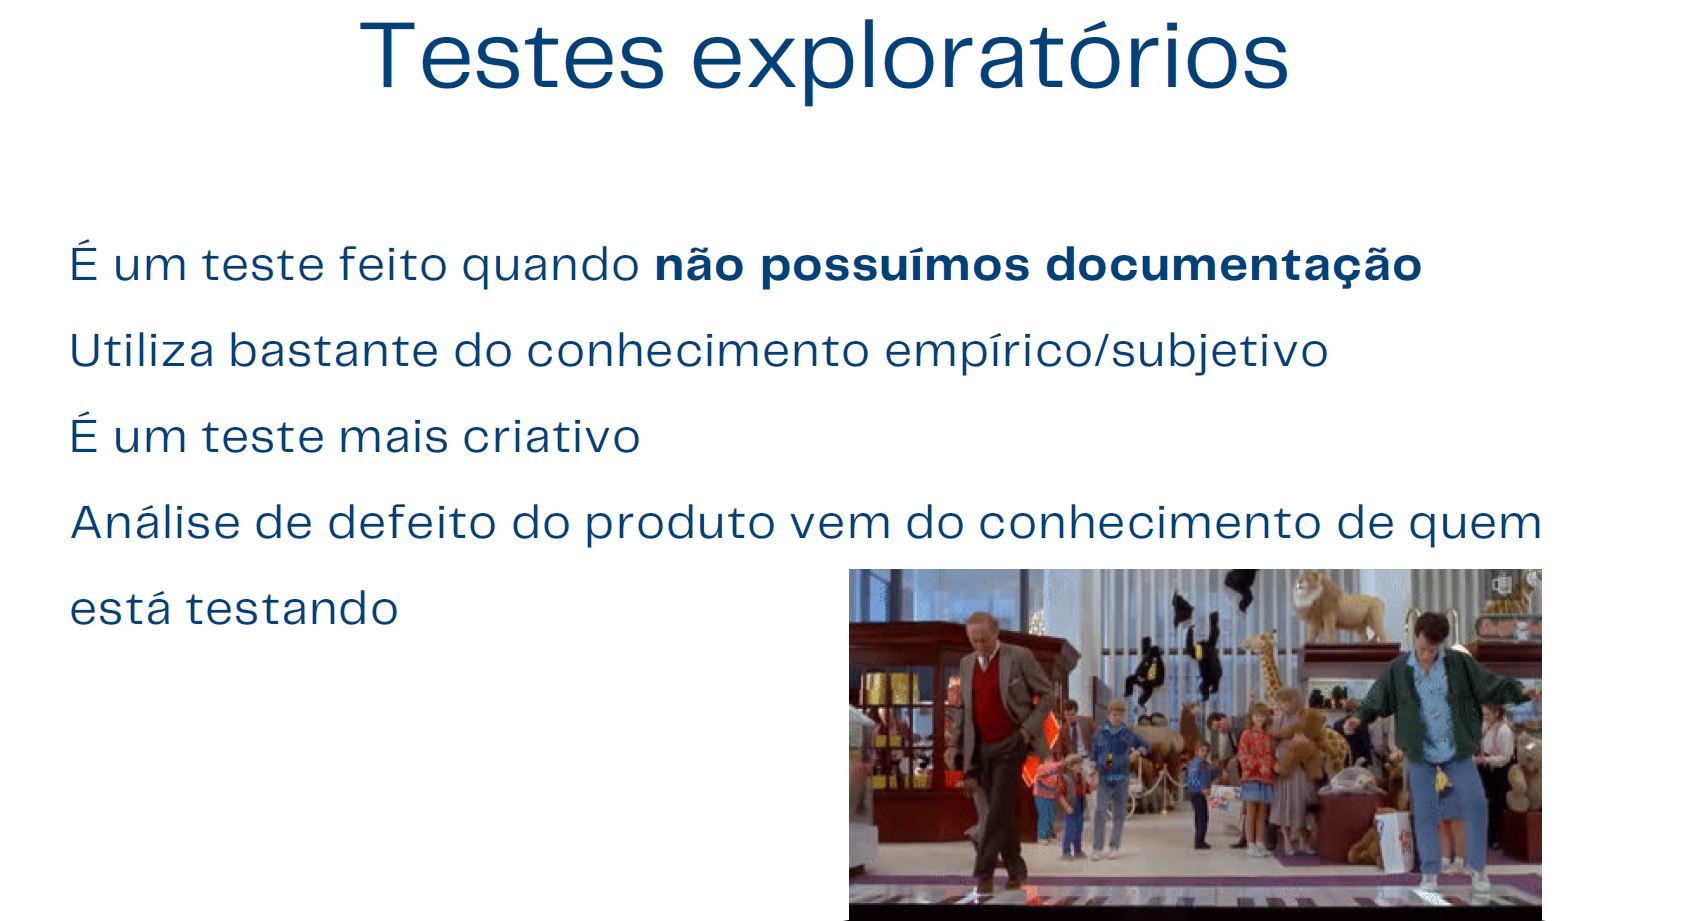 Testes exploratórios
É um teste feito quando não possuímos documentação
Utiliza bastante do conhecimento empírico/subjetivo
É um teste mais criativo
Análise de defeito do produto vem do conhecimento de quem
está testando